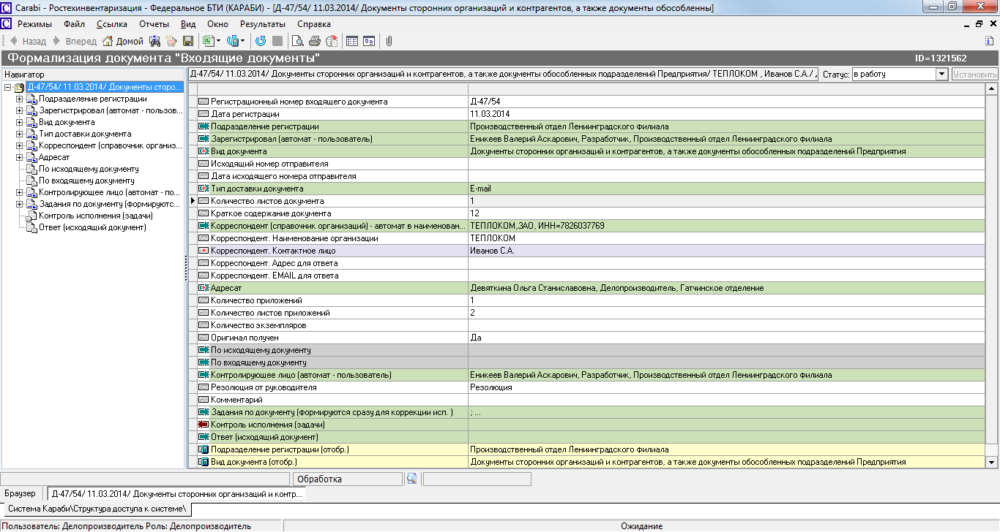 Carabi - Ростехинвентаризация - Федеральное БТИ (КАРАБИ) - [Д-47/54/ 11.03.2014/ Документы сторонних организаций и контрагентов, а также документы обособленны]
Режимы Файл Ссылка Отчеты Вид Окно Результаты Справка
Назад Вперед Домой
Формализация документа "Входящие документы" ID=1321562
Навигатор
Д-47/54/ 11.03.2014/ Документы сторо...
Подразделение регистрации
Зарегистрировал (автомат - пользов...
Вид документа
Тип доставки документа
Корреспондент (справочник организ...
Адресат
По исходящему документу
По входящему документу
Контролирующее лицо (автомат - по...
Задания по документу (формируютс...
Контроль исполнения (задачи)
Ответ (исходящий документ)
Д-47/54/ 11.03.2014/ Документы сторонних организаций и контрагентов, а также документы обособленных подразделений Предприятия/ ТЕПЛОКОМ , Иванов С.А./ , Статус: в работу Установить
Регистрационный номер входящего документа Д-47/54
Дата регистрации 11.03.2014
Подразделение регистрации Производственный отдел Лениинградского Филиала
Зарегистрировал (автомат - пользователь) Еникеев Валерий Аскарович, Разработчик, Производственный отдел Лениинградского Филиала
Вид документа Документы сторонних организаций и контрагентов, а также документы обособленных подразделений Предприятия
Исходящий номер отправителя
Дата исходящего номера отправителя
Тип доставки документа E-mail
Количество листов документа 1
Краткое содержание документа 12
Корреспондент (справочник организаций) - автомат в наименован... ТЕПЛОКОМ,ЗАО, ИНН=7826037769
Корреспондент. Наименование организации ТЕПЛОКОМ
Корреспондент. Контактное лицо Иванов С.А.
Корреспондент. Адрес для ответа
Корреспондент. EMAIL для ответа
Адресат Девяткина Ольга Станиславовна, Делопроизводитель, Гатчинское отделение
Количество приложений 1
Количество листов приложений 2
Количество экземпляров
Оригинал получен Да
По исходящему документу
По входящему документу
Контролирующее лицо (автомат - пользователь) Еникеев Валерий Аскарович, Разработчик, Производственный отдел Лениинградского Филиала
Резолюция от руководителя Резолюция
Комментарий
Задания по документу (формируются сразу для коррекции исп. ) ; ...
Контроль исполнения (задачи)
Ответ (исходящий документ)
Подразделение регистрации (отобр.) Производственный отдел Лениинградского Филиала
Вид документа (отобр.) Документы сторонних организаций и контрагентов, а также документы обособленных подразделений Предприятия
Обработка
Браузер Д-47/54/ 11.03.2014/ Документы сторонних организаций и контр...
Система Караби\Структура доступа к системе\
Пользователь: Делопроизводитель Роль: Делопроизводитель Ожидание